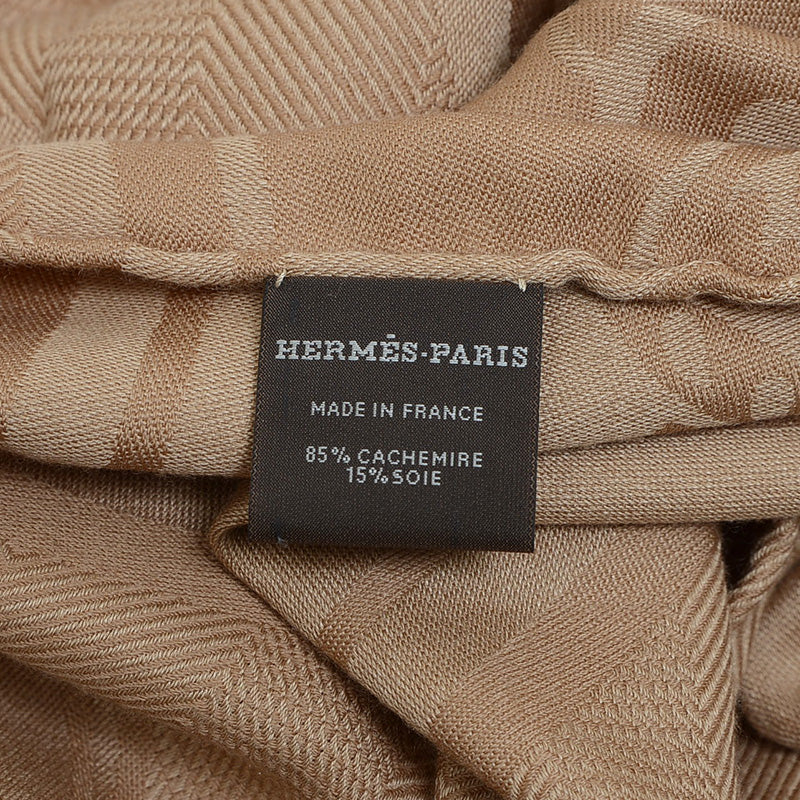 HERMÈS-PARIS
MADE IN FRANCE
85% CACHEMIRE
15% SOIE